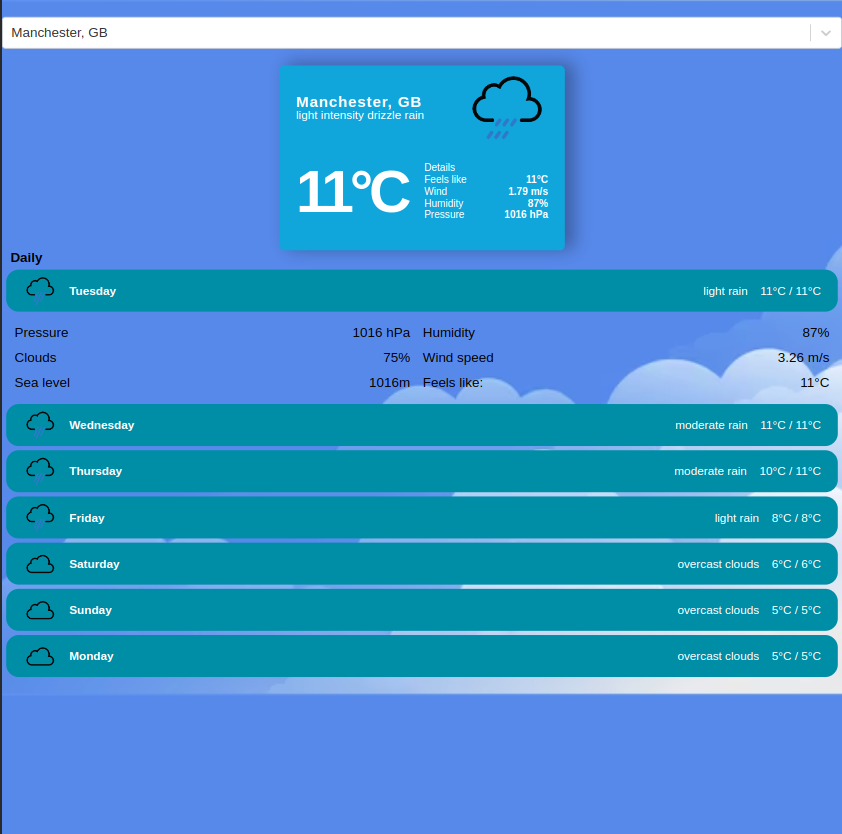 Manchester, GB
Manchester, GB
light intensity drizzle rain
11°C
Details
Feels like 11°C
Wind 1.79 m/s
Humidity 87%
Pressure 1016 hPa
Daily
Tuesday light rain 11°C / 11°C
Pressure 1016 hPa Humidity 87%
Clouds 75% Wind speed 3.26 m/s
Sea level 1016m Feels like: 11°C
Wednesday moderate rain 11°C / 11°C
Thursday moderate rain 10°C / 11°C
Friday light rain 8°C / 8°C
Saturday overcast clouds 6°C / 6°C
Sunday overcast clouds 5°C / 5°C
Monday overcast clouds 5°C / 5°C